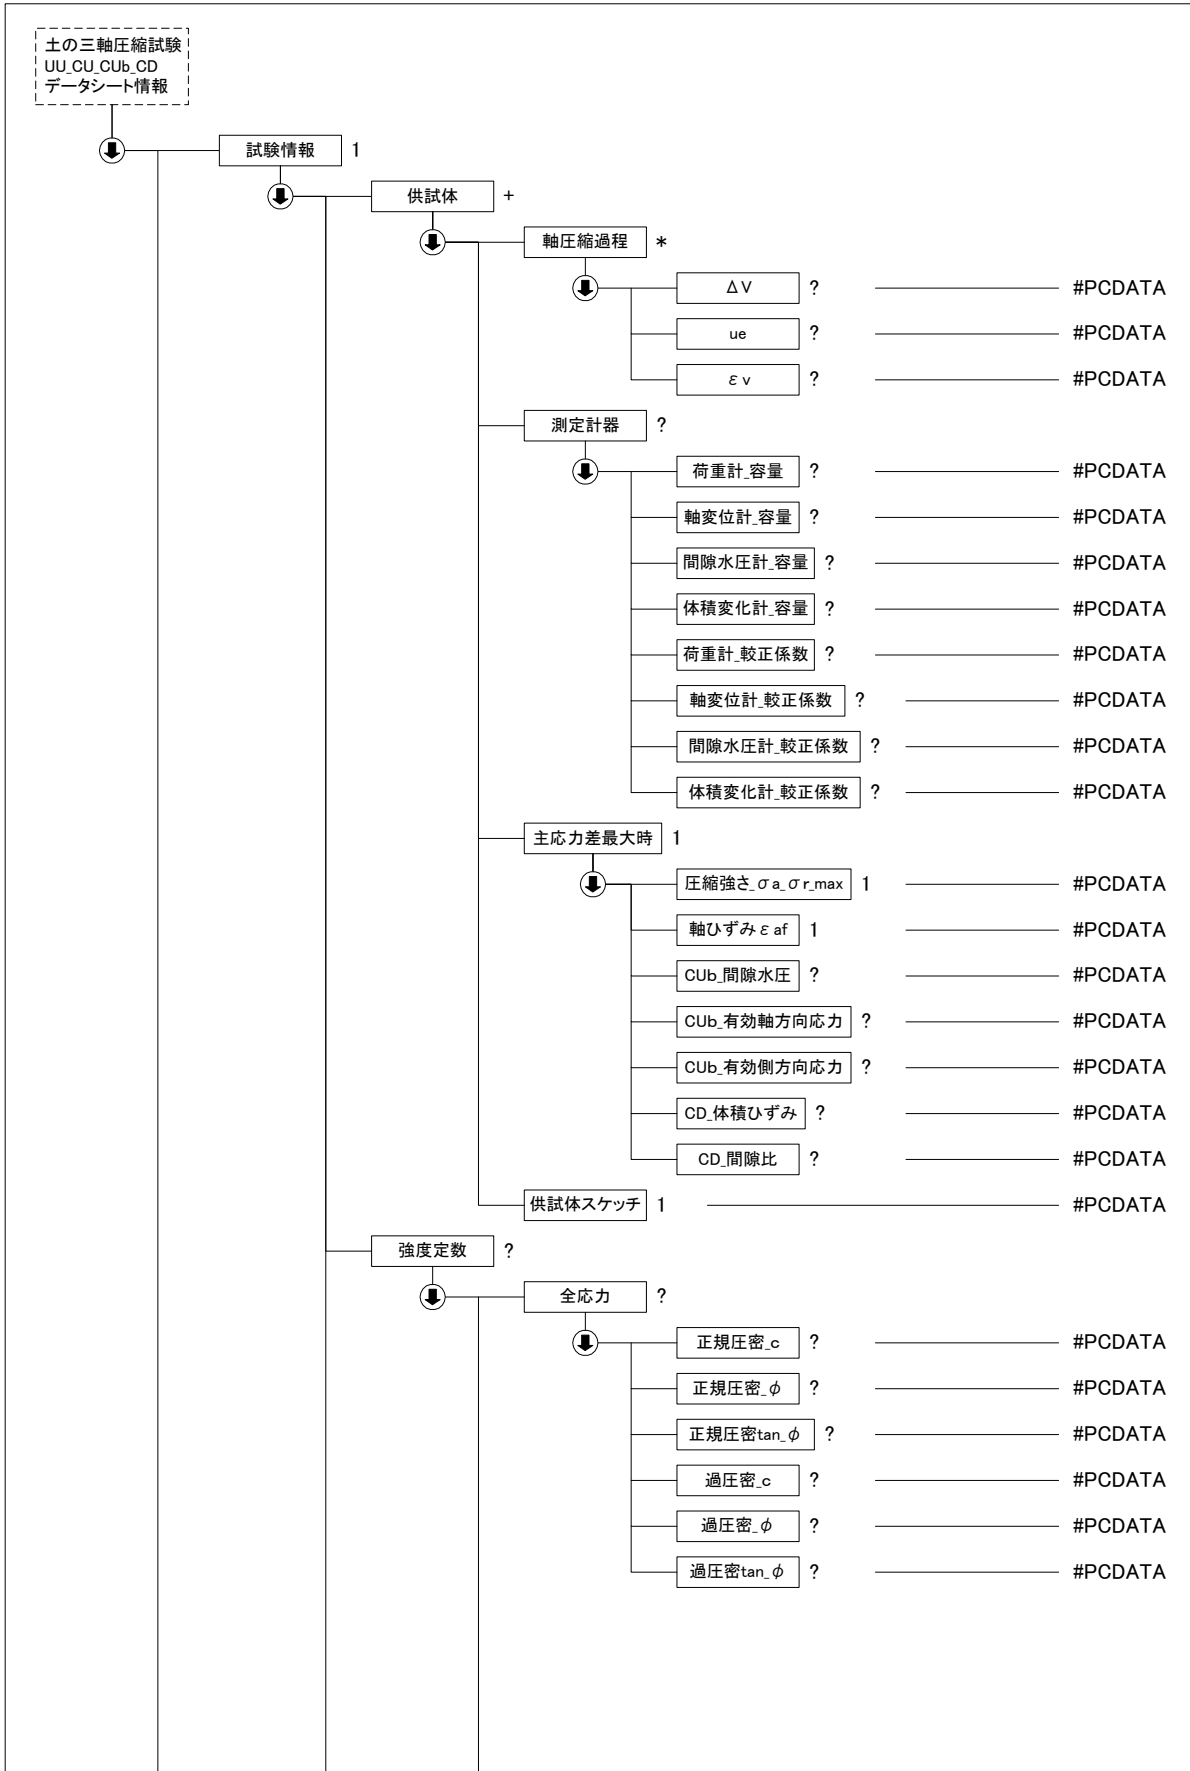 土の三軸圧縮試験
UU_CU_CUb_CD
データシート情報
試験情報 1
供試体 +
軸圧縮過程 *
ΔV ? #PCDATA
ue ? #PCDATA
εv ? #PCDATA
測定計器 ?
荷重計_容量 ? #PCDATA
軸変位計_容量 ? #PCDATA
間隙水圧計_容量 ? #PCDATA
体積変化計_容量 ? #PCDATA
荷重計_較正係数 ? #PCDATA
軸変位計_較正係数 ? #PCDATA
間隙水圧計_較正係数 ? #PCDATA
体積変化計_較正係数 ? #PCDATA
主応力差最大時 1
圧縮強さ_σa_σr_max 1 #PCDATA
軸ひずみεaf 1 #PCDATA
CUb_間隙水圧 ? #PCDATA
CUb_有効軸方向応力 ? #PCDATA
CUb_有効側方向応力 ? #PCDATA
CD_体積ひずみ ? #PCDATA
CD_間隙比 ? #PCDATA
供試体スケッチ 1 #PCDATA
強度定数 ?
全応力 ?
正規圧密_c ? #PCDATA
正規圧密_φ ? #PCDATA
正規圧密tan_φ ? #PCDATA
過圧密_c ? #PCDATA
過圧密_φ ? #PCDATA
過圧密tan_φ ? #PCDATA